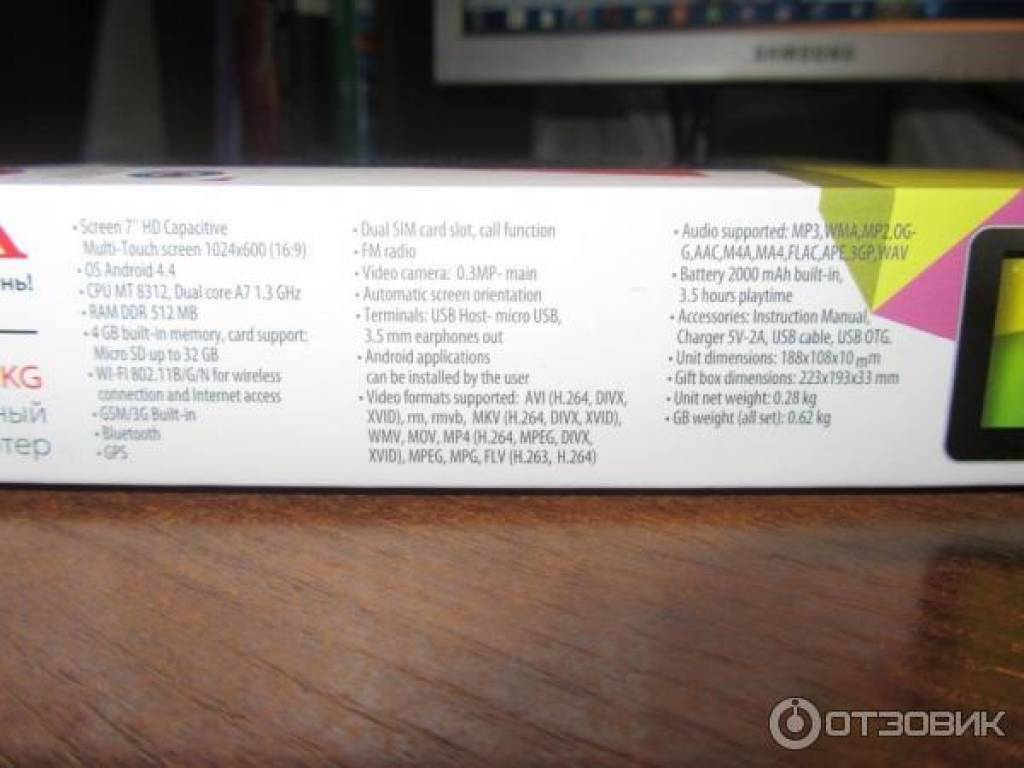 SAMSUNG
А
нь!
KG
ный
тер
• Screen 7" HD Capacitive
Multi-Touch screen 1024x600 (16:9)
• OS Android 4.4
• CPU MT 8312, Dual core A7 1.3 GHz
• RAM DDR 512 MB
• 4 GB built-in memory, card support:
Micro SD up to 32 GB
• WI-FI 802.11B/G/N for wireless
connection and Internet access
• GSM/3G Built-in
• Bluetooth
• GPS
• Dual SIM card slot, call function
• FM radio
• Video camera: 0.3MP- main
• Automatic screen orientation
• Terminals: USB Host- micro USB,
3.5 mm earphones out
• Android applications
can be installed by the user
• Video formats supported: AVI (H.264, DIVX,
XVID), rm, rmvb, MKV (H.264, DIVX, XVID),
WMV, MOV, MP4 (H.264, MPEG, DIVX,
XVID), MPEG, MPG, FLV (H.263, H.264)
• Audio supported: MP3,WMA,MP2,OG-
G,AAC,M4A,MA4,FLAC,APE,3GP,WAV
• Battery 2000 mAh built-in,
3.5 hours playtime
• Accessories: Instruction Manual,
Charger 5V-2A, USB cable, USB OTG.
• Unit dimensions: 188x108x10 mm
• Gift box dimensions: 223x193x33 mm
• Unit net weight: 0.28 kg
• GB weight (all set): 0.62 kg
ОТЗОВИК